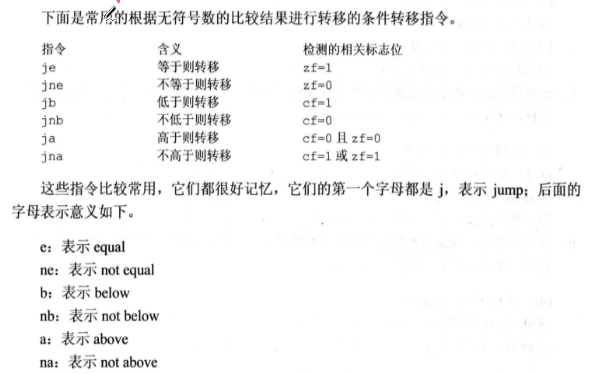 下面是常用的根据无符号数的比较结果进行转移的条件转移指令。
指令 含义 检测的相关标志位
je 等于则转移 zf=1
jne 不等于则转移 zf=0
jb 低于则转移 cf=1
jnb 不低于则转移 cf=0
ja 高于则转移 cf=0 且 zf=0
jna 不高于则转移 cf=1 或 zf=1
这些指令比较常用，它们都很好记忆，它们的第一个字母都是 j，表示 jump；后面的
字母表示意义如下。
e：表示 equal
ne：表示 not equal
b：表示 below
nb：表示 not below
a：表示 above
na：表示 not above